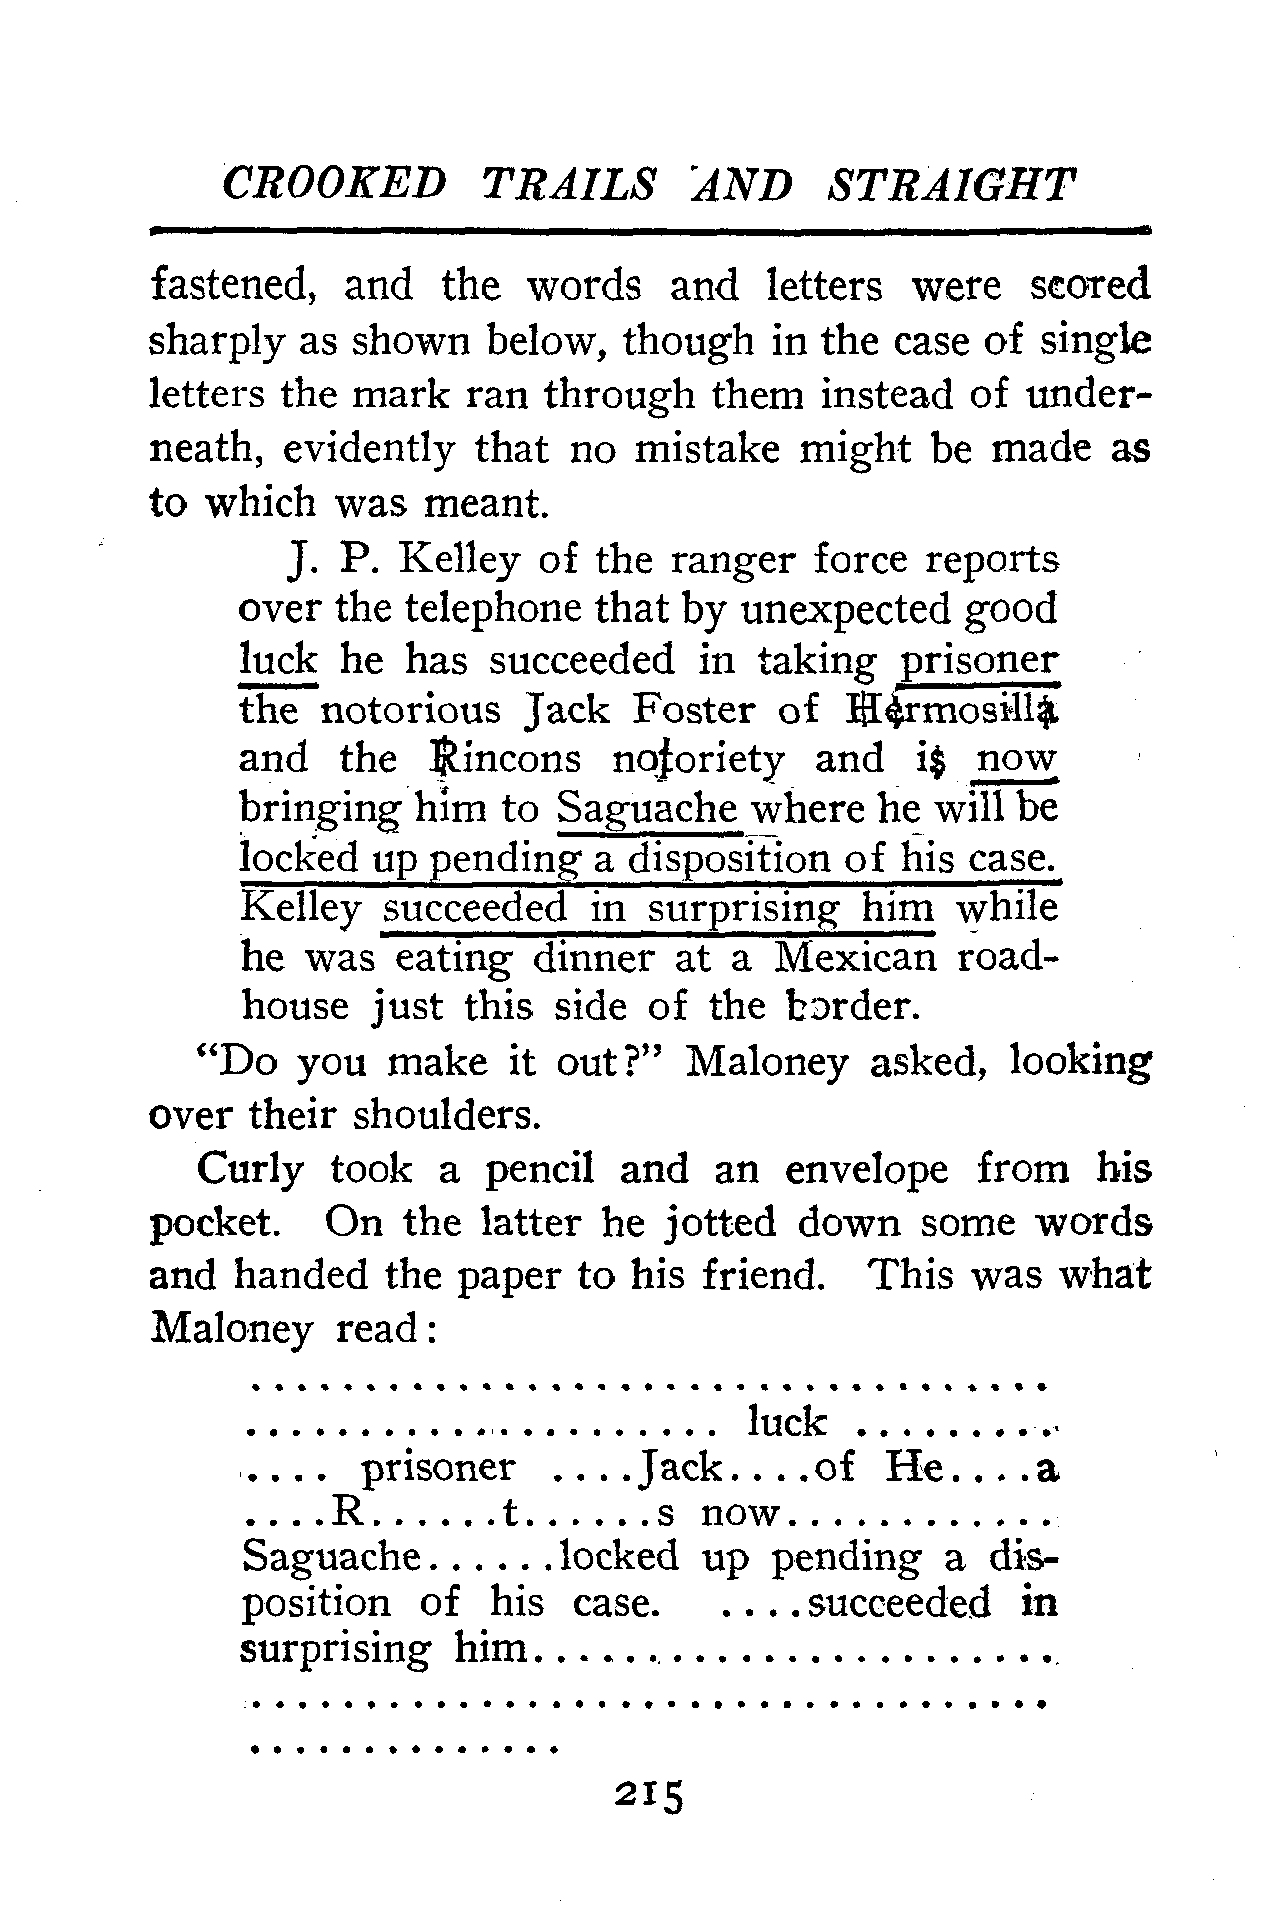 CROOKED TRAILS AND STRAIGHT
fastened, and the words and letters were scored
sharply as shown below, though in the case of single
letters the mark ran through them instead of under-
neath, evidently that no mistake might be made as
to which was meant.
J. P. Kelley of the ranger force reports
over the telephone that by unexpected good
luck he has succeeded in taking prisoner
the notorious Jack Foster of Hermosilla
and the Rincons notoriety and is now
bringing him to Saguache where he will be
locked up pending a disposition of his case.
Kelley succeeded in surprising him while
he was eating dinner at a Mexican road-
house just this side of the border.
"Do you make it out?" Maloney asked, looking
over their shoulders.
Curly took a pencil and an envelope from his
pocket. On the latter he jotted down some words
and handed the paper to his friend. This was what
Maloney read:
...................................
..................... luck .........
.... prisoner ....Jack....of He....a
....R......t......s now............
Saguache......locked up pending a dis-
position of his case. ....succeeded in
surprising him.......................
...................................
..............
215